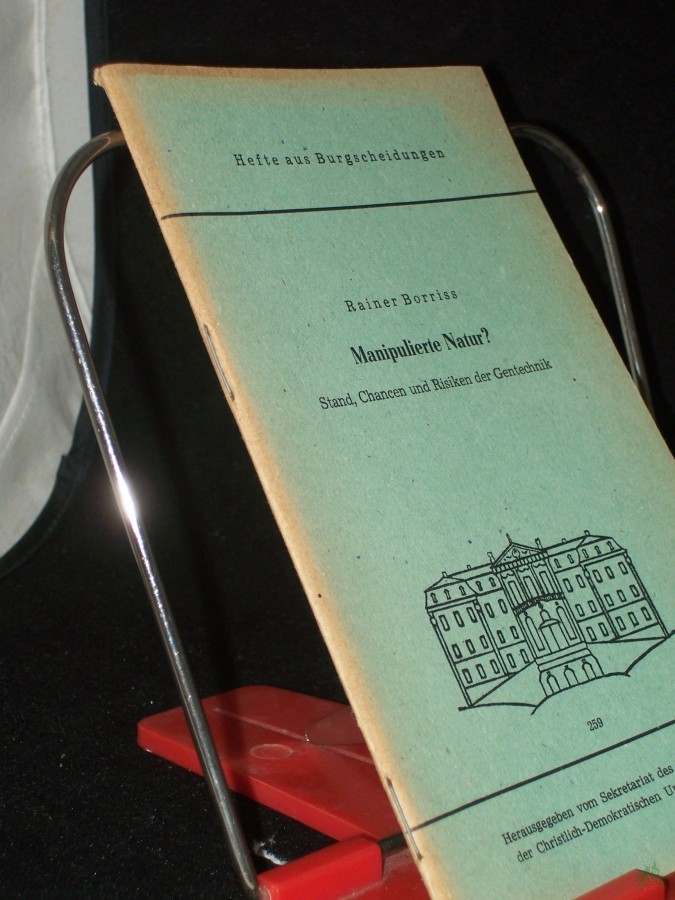 Hefte aus Burgscheidungen
Rainer Borriss
Manipulierte Natur?
Stand, Chancen und Risiken der Gentechnik
259
Herausgegeben vom Sekretariat des
der Christlich-Demokratischen